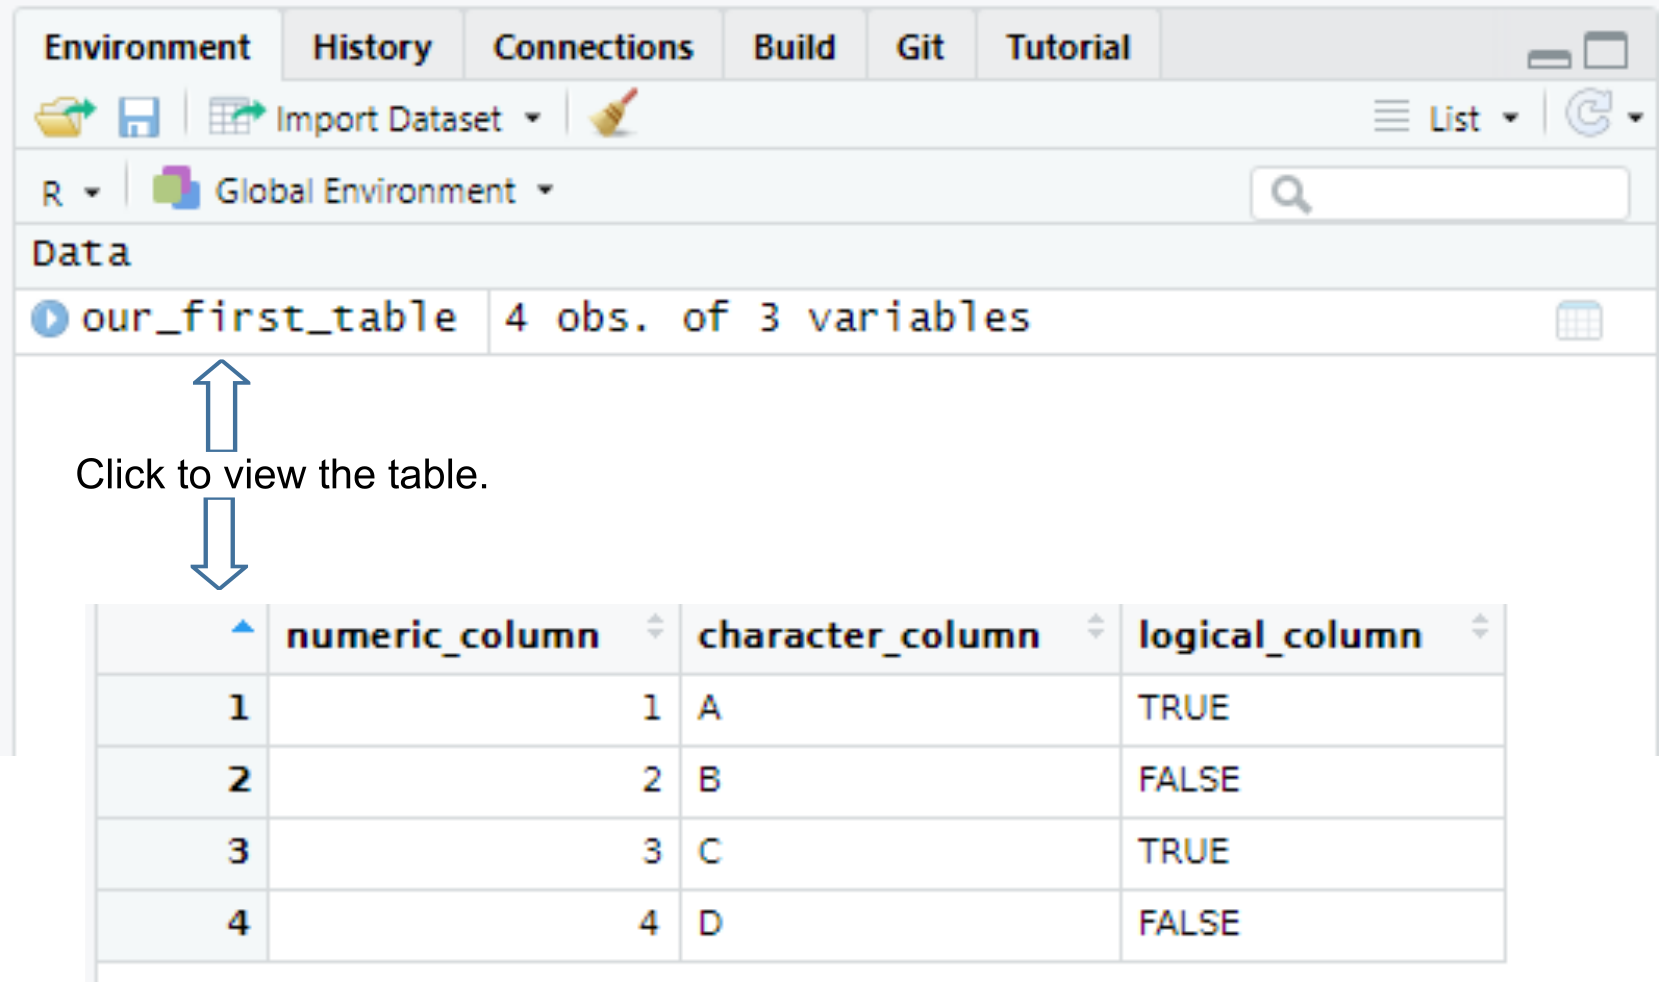 Environment History Connections Build Git Tutorial
Import Dataset List
R Global Environment
Data
our_first_table 4 obs. of 3 variables
Click to view the table.
numeric_column character_column logical_column
1 1 A TRUE
2 2 B FALSE
3 3 C TRUE
4 4 D FALSE